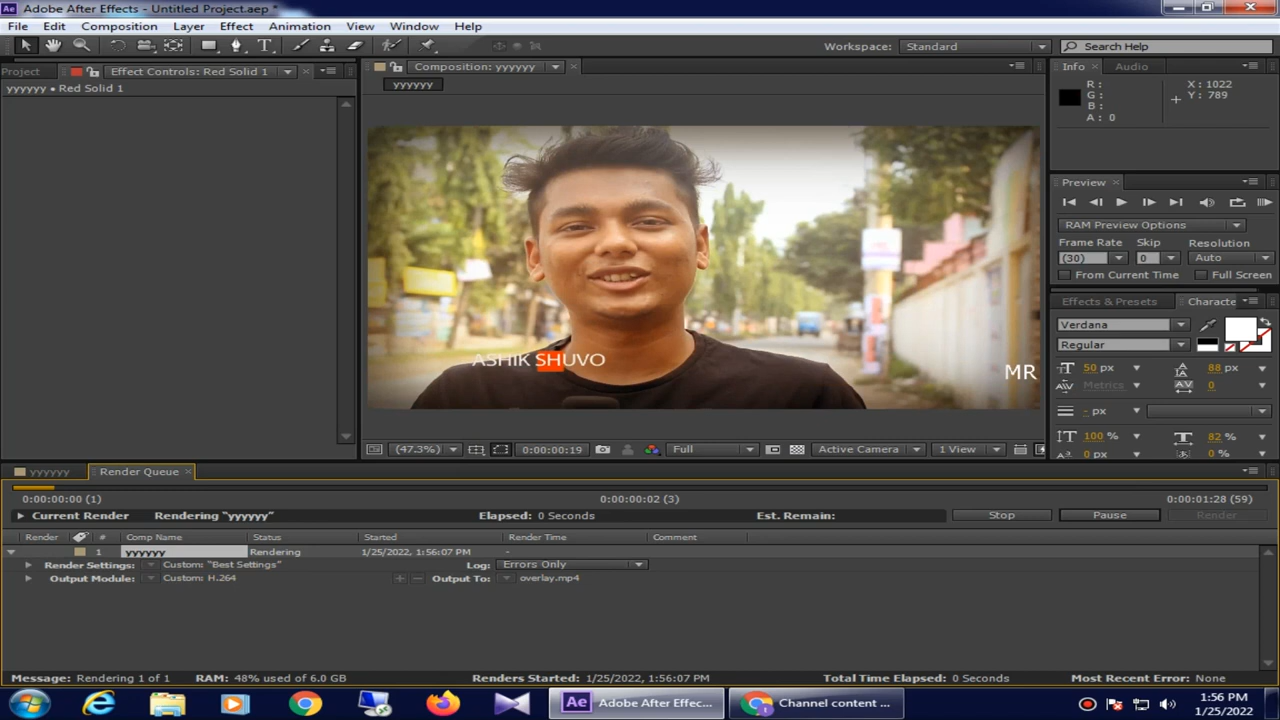 Adobe After Effects - Untitled Project.aep *
File Edit Composition Layer Effect Animation View Window Help
Workspace: Standard Search Help
Project Effect Controls: Red Solid 1 Composition: yyyyyy Info Audio
yyyyyy • Red Solid 1
yyyyyy
R : G : B : A : 0
X : 1022
Y : 789
ASHIK SHUVO
MR
Preview
RAM Preview Options
Frame Rate Skip Resolution
(30) 0 Auto
From Current Time Full Screen
Effects & Presets Characte
Verdana
Regular
50 px 88 px
Metrics 0
- px
100 % 82 %
0 px 0 %
(47.3%) 0:00:00:19 Full Active Camera 1 View
yyyyyy Render Queue
0:00:00:00 (1) 0:00:00:02 (3) 0:00:01:28 (59)
Current Render Rendering "yyyyyy" Elapsed: 0 Seconds Est. Remain: Stop Pause Render
Render # Comp Name Status Started Render Time Comment
1 yyyyyy Rendering 1/25/2022, 1:56:07 PM -
Render Settings: Custom: "Best Settings" Log: Errors Only
Output Module: Custom: H.264 Output To: overlay.mp4
Message: Rendering 1 of 1 RAM: 48% used of 6.0 GB Renders Started: 1/25/2022, 1:56:07 PM Total Time Elapsed: 0 Seconds Most Recent Error: None
Ae Adobe After Effec... Channel content ...
1:56 PM
1/25/2022